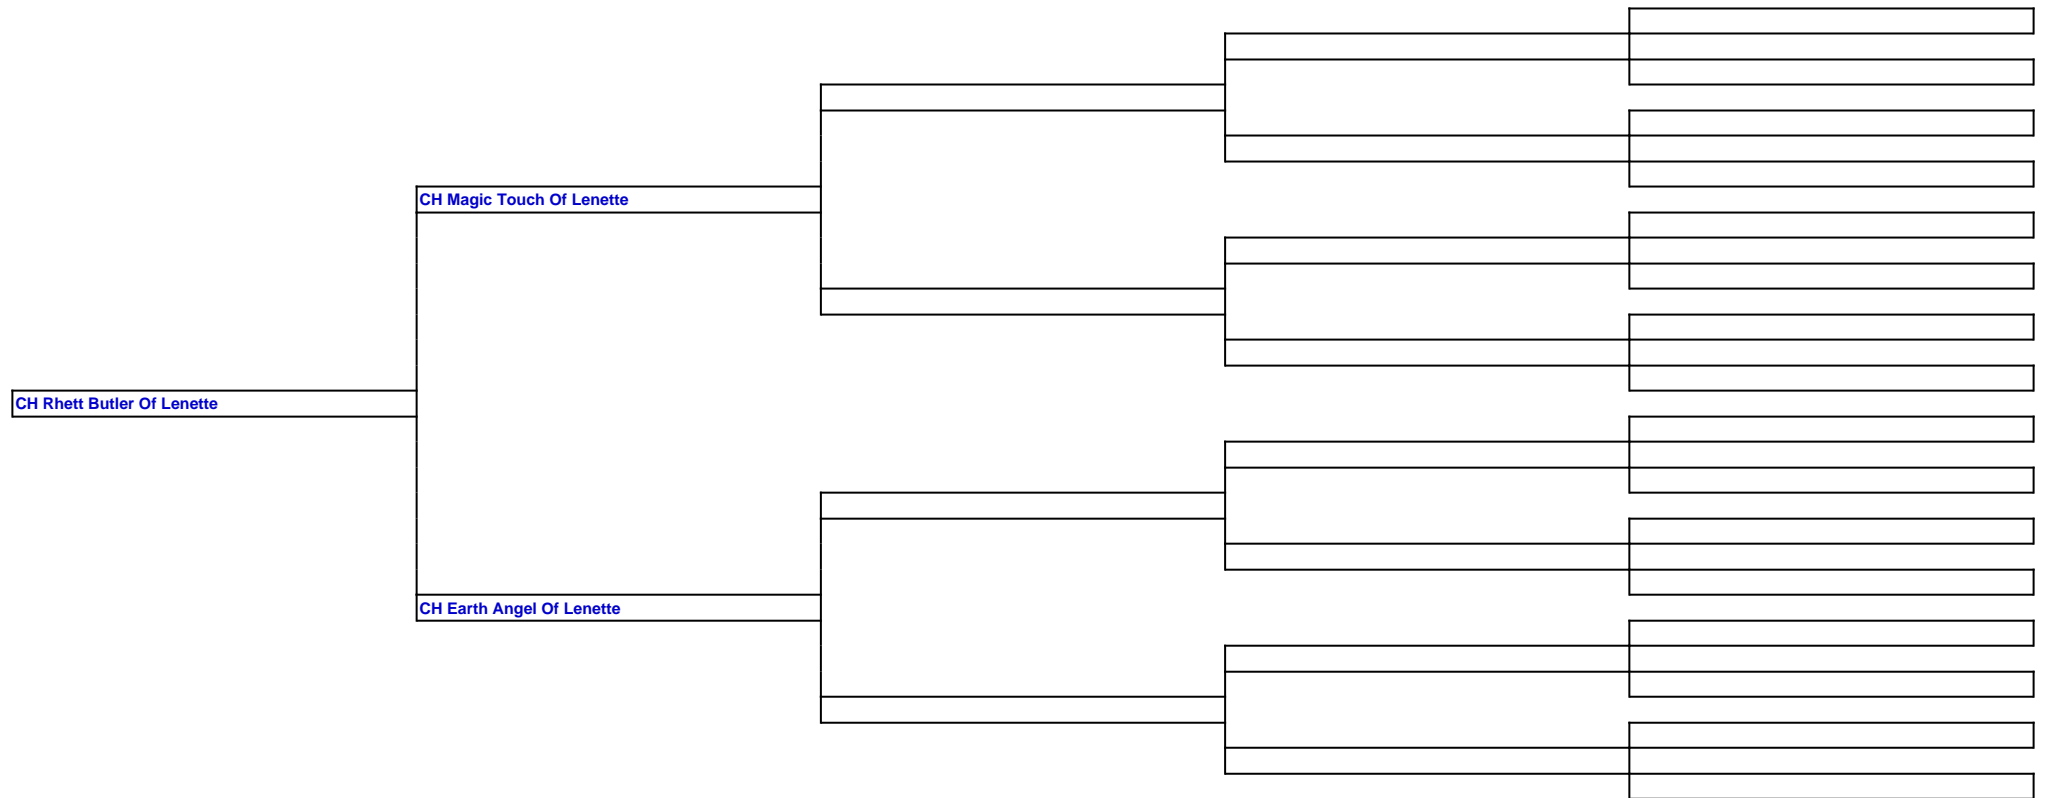 CH Magic Touch Of Lenette
CH Rhett Butler Of Lenette
CH Earth Angel Of Lenette